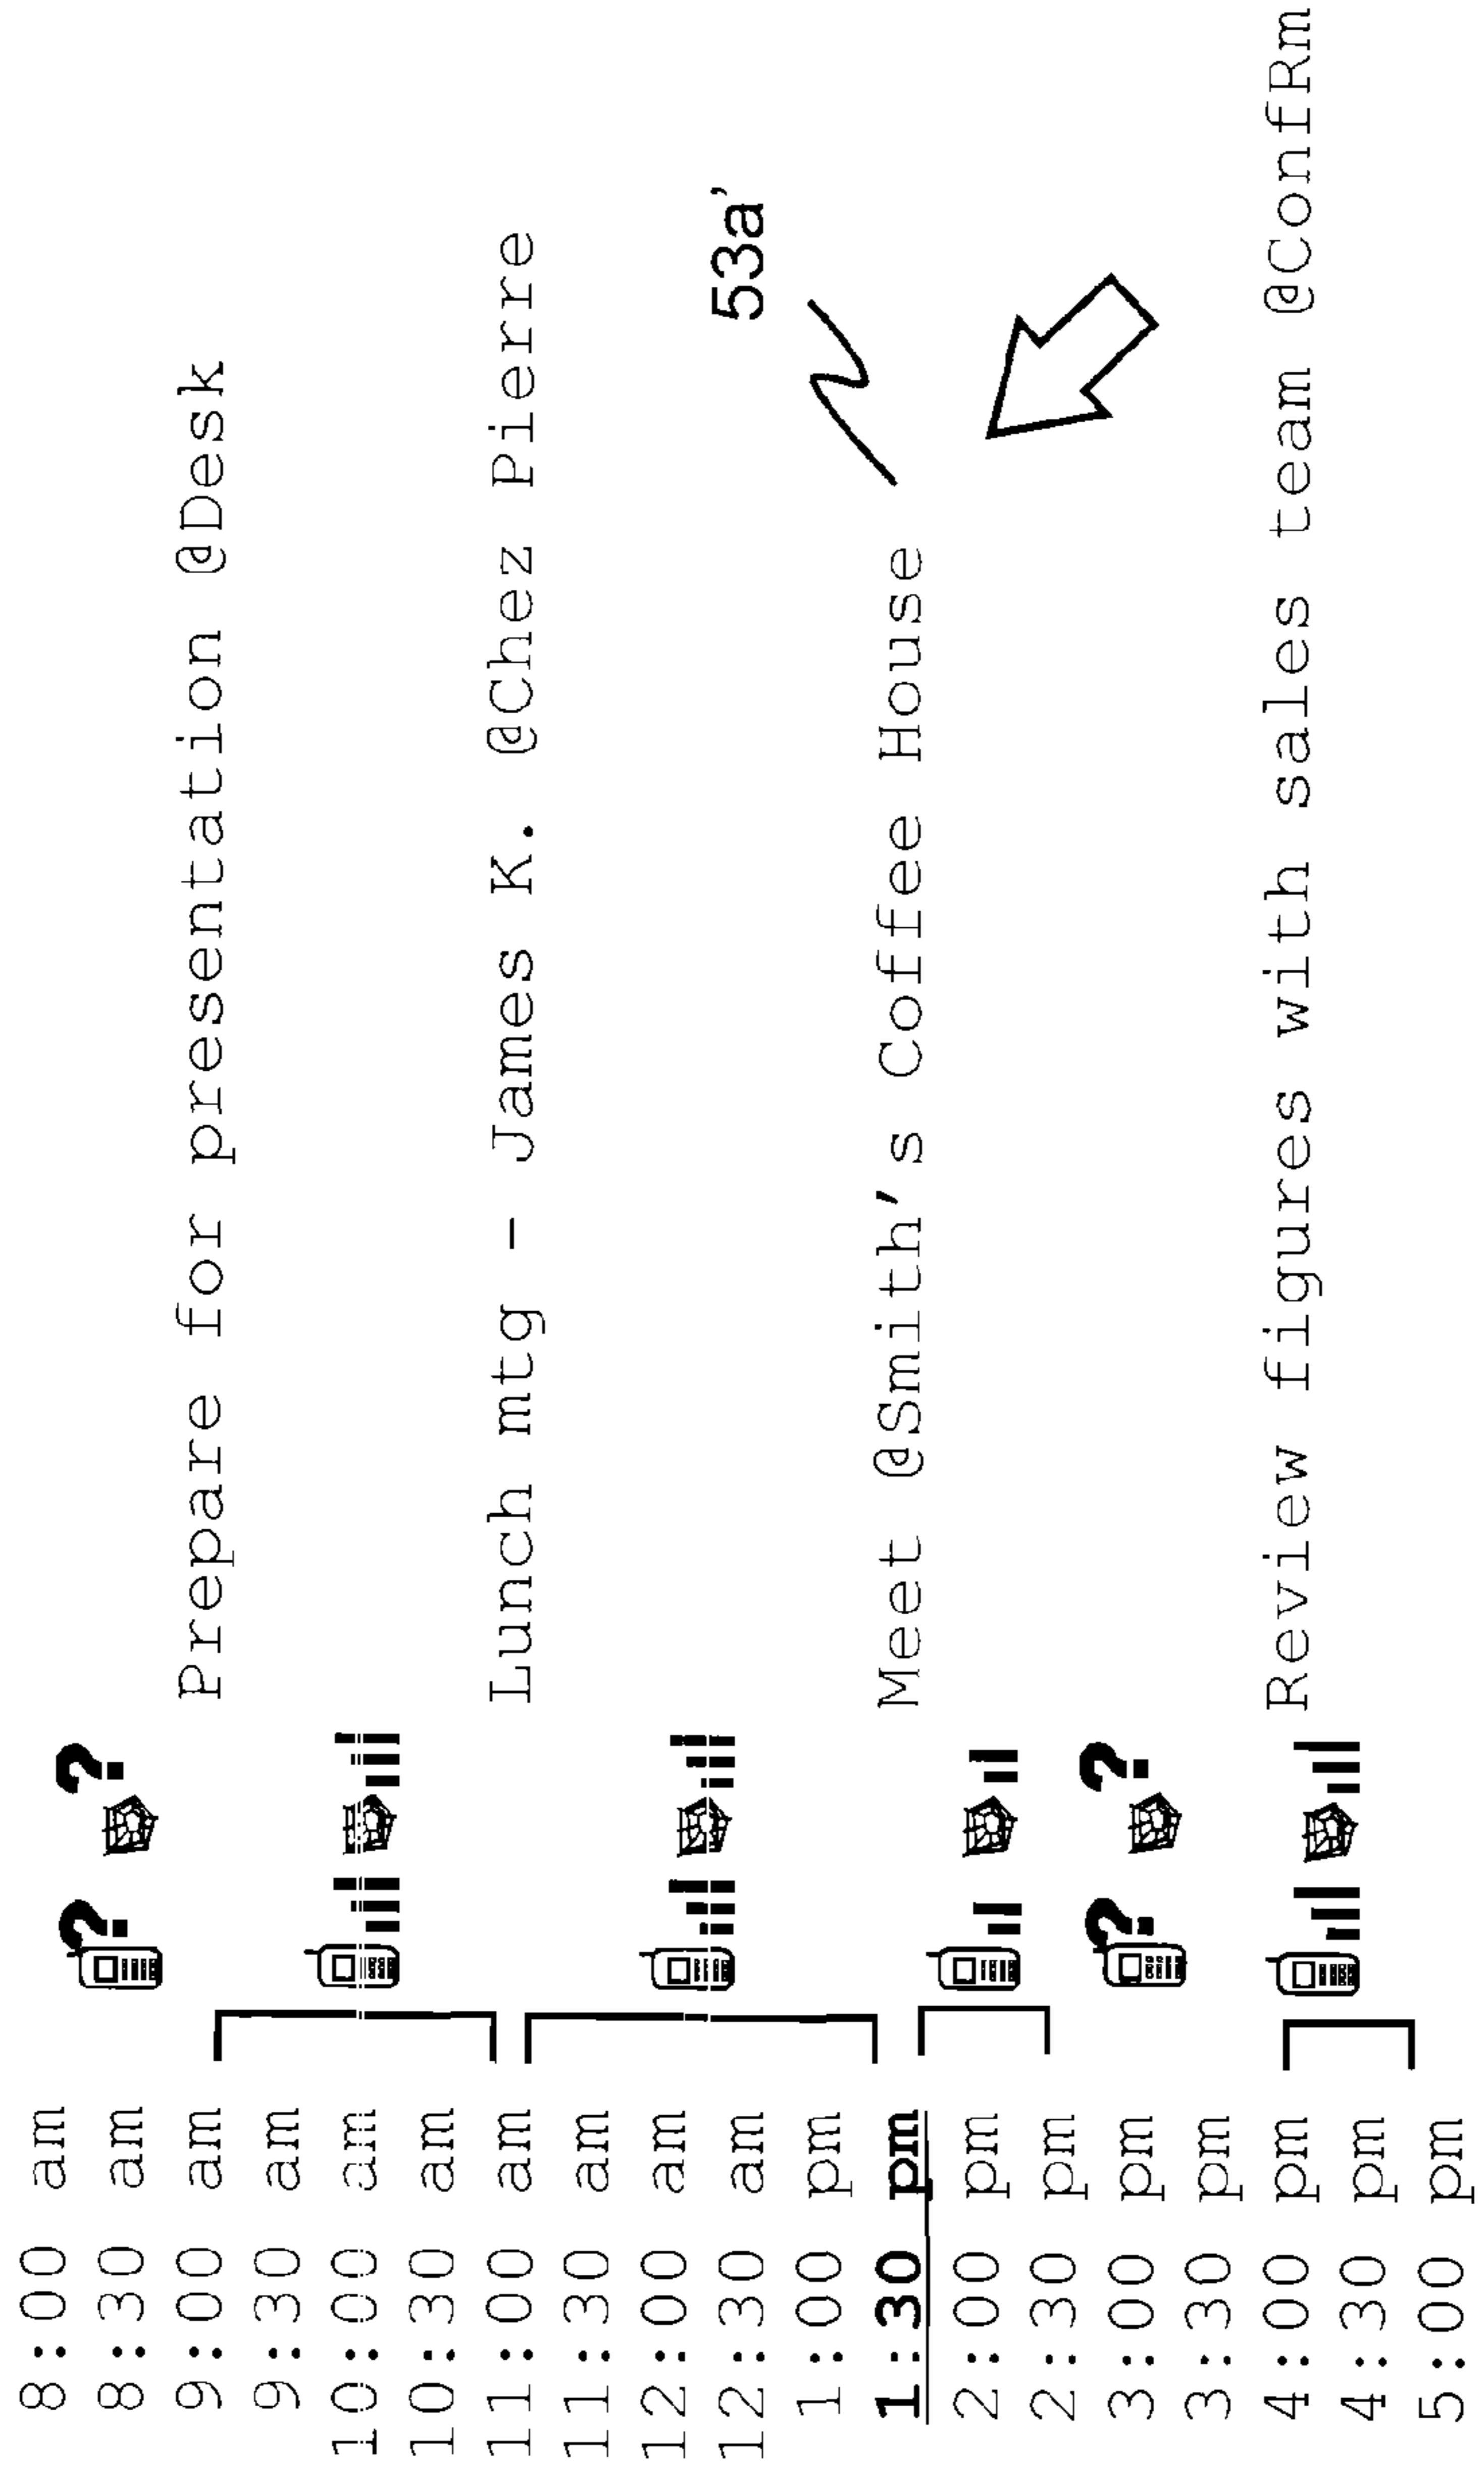 8:00 am
8:30 am ? ?
9:00 am Prepare for presentation @Desk
9:30 am
10:00 am
10:30 am
11:00 am Lunch mtg - James K. @Chez Pierre
11:30 am
12:00 am
12:30 am
1:00 pm 53a'
1:30 pm Meet @Smith's Coffee House
2:00 pm
2:30 pm
3:00 pm ? ?
3:30 pm
4:00 pm Review figures with sales team @ConfRm
4:30 pm
5:00 pm